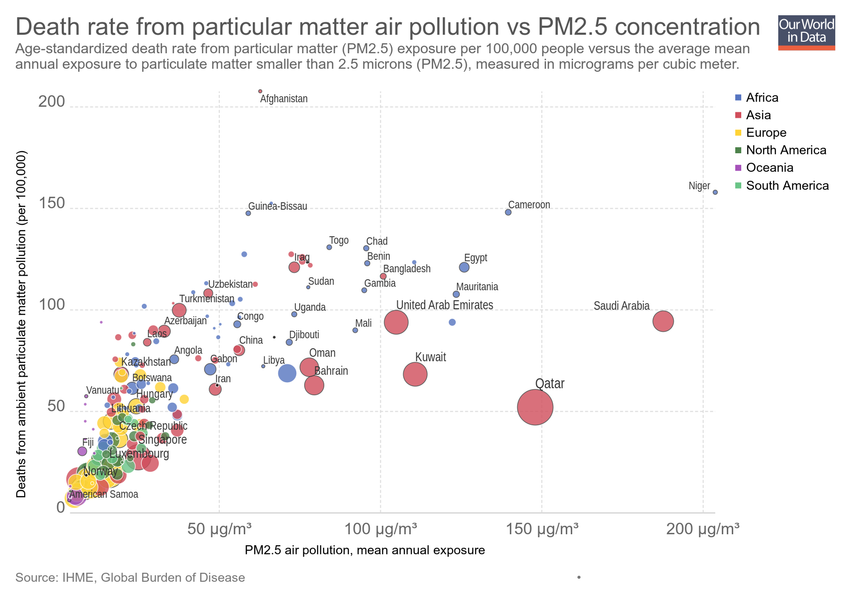 Death rate from particular matter air pollution vs PM2.5 concentration
Our World
in Data
Age-standardized death rate from particular matter (PM2.5) exposure per 100,000 people versus the average mean
annual exposure to particulate matter smaller than 2.5 microns (PM2.5), measured in micrograms per cubic meter.
Deaths from ambient particulate matter pollution (per 100,000)
200
150
100
50
0
Afghanistan
Niger
Guinea-Bissau
Cameroon
Togo
Chad
Iraq
Benin
Egypt
Bangladesh
Uzbekistan
Sudan
Gambia
Mauritania
Turkmenistan
Uganda
United Arab Emirates
Saudi Arabia
Azerbaijan
Congo
Mali
Laos
China
Djibouti
Angola
Oman
Kazakhstan
Gabon
Libya
Kuwait
Bahrain
Botswana
Iran
Qatar
Vanuatu
Hungary
Lithuania
Czech Republic
Fiji
Singapore
Luxembourg
Norway
American Samoa
50 µg/m³
100 µg/m³
150 µg/m³
200 µg/m³
PM2.5 air pollution, mean annual exposure
Africa
Asia
Europe
North America
Oceania
South America
Source: IHME, Global Burden of Disease